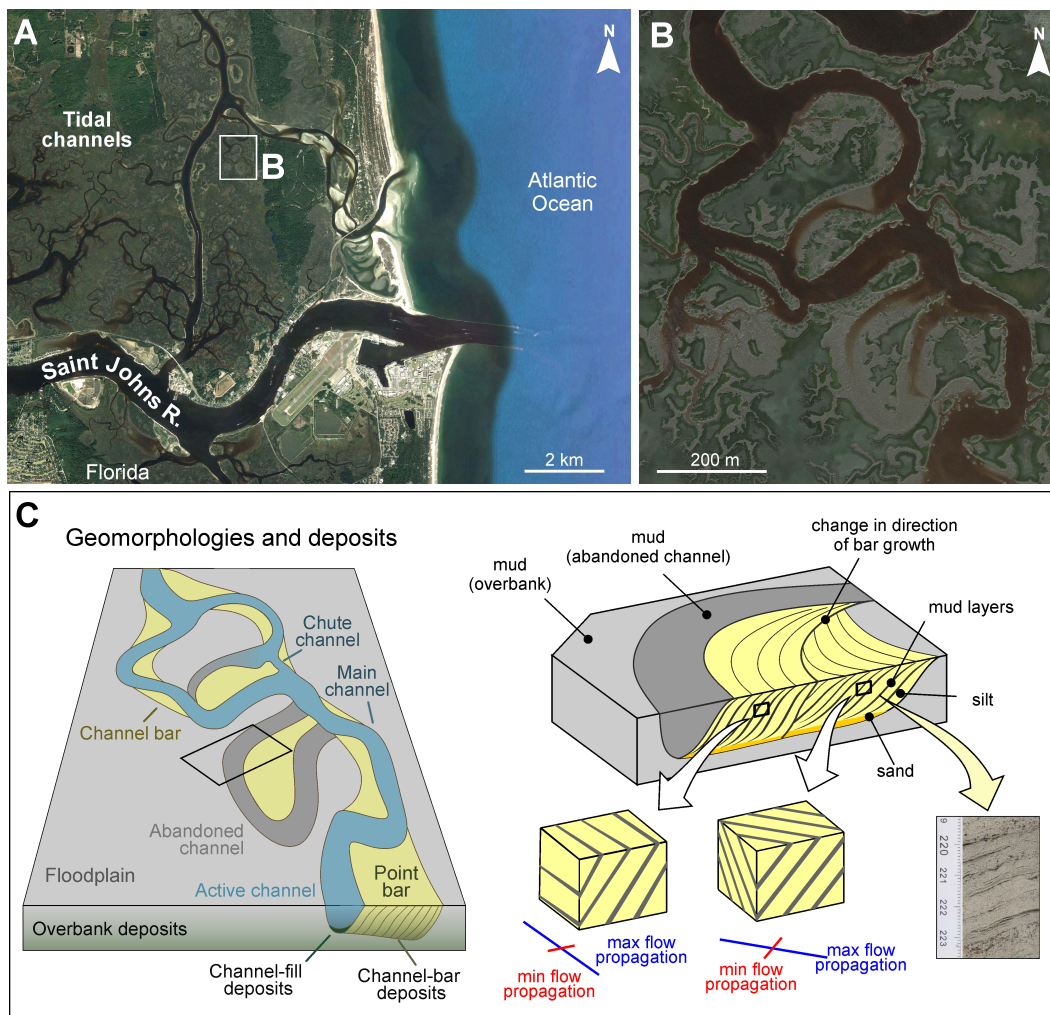 A
N
Tidal
channels
B
Atlantic
Ocean
Saint Johns R.
Florida
2 km
B
N
200 m
C
Geomorphologies and deposits
Chute
channel
Main
channel
Channel bar
Abandoned
channel
Floodplain
Active channel
Point
bar
Overbank deposits
Channel-fill
deposits
Channel-bar
deposits
mud
(overbank)
mud
(abandoned channel)
change in direction
of bar growth
mud layers
silt
sand
max flow
propagation
min flow
propagation
max flow
propagation
min flow
propagation
9
220
221
222
223